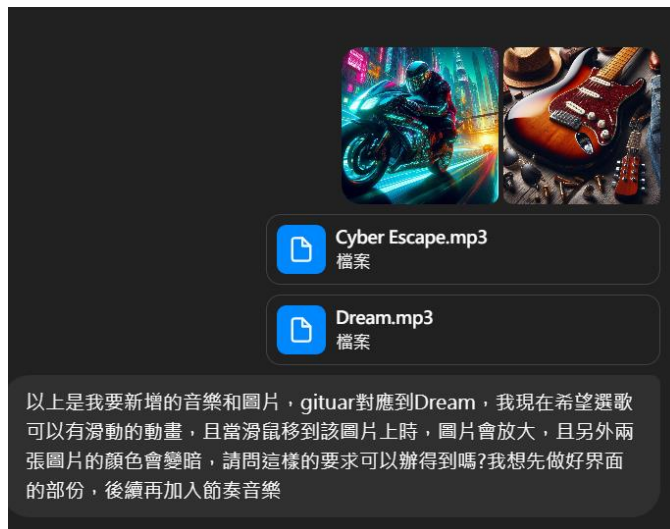 Cyber Escape.mp3
檔案
Dream.mp3
檔案
以上是我要新增的音樂和圖片，gituar對應到Dream，我現在希望選歌
可以有滑動的動畫，且當滑鼠移到該圖片上時，圖片會放大，且另外兩
張圖片的顏色會變暗，請問這樣的要求可以辦得到嗎?我想先做好界面
的部份，後續再加入節奏音樂